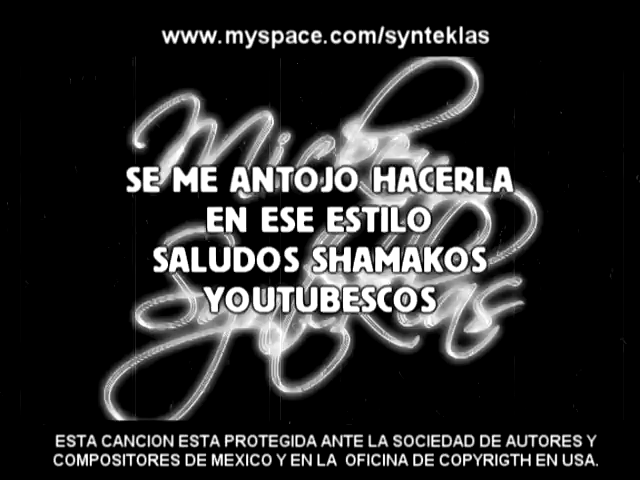 www.myspace.com/synteklas
SE ME ANTOJO HACERLA
EN ESE ESTILO
SALUDOS SHAMAKOS
YOUTUBESCOS
ESTA CANCION ESTA PROTEGIDA ANTE LA SOCIEDAD DE AUTORES Y
COMPOSITORES DE MEXICO Y EN LA OFICINA DE COPYRIGTH EN USA.